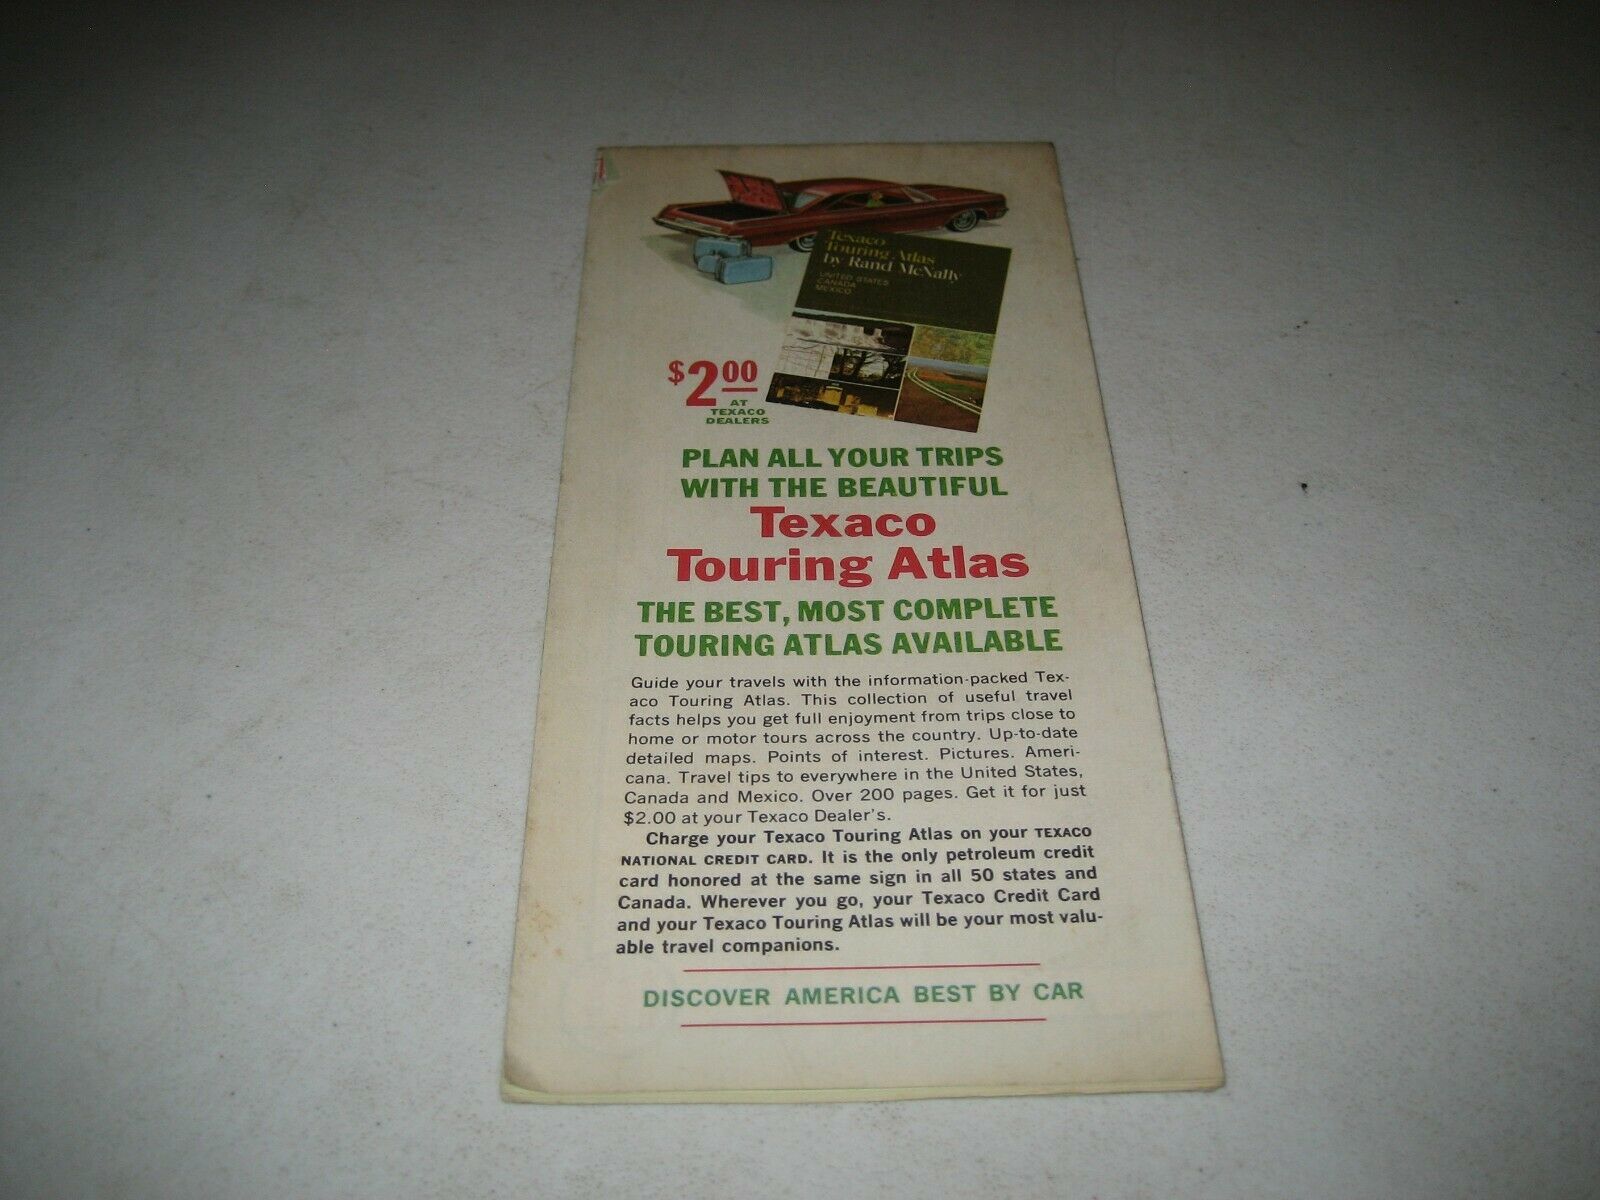 Texaco
Touring Atlas
by Rand McNally
UNITED STATES
CANADA
MEXICO
$2.00
AT
TEXACO
DEALERS
PLAN ALL YOUR TRIPS
WITH THE BEAUTIFUL
Texaco
Touring Atlas
THE BEST, MOST COMPLETE
TOURING ATLAS AVAILABLE
Guide your travels with the information-packed Tex-
aco Touring Atlas. This collection of useful travel
facts helps you get full enjoyment from trips close to
home or motor tours across the country. Up-to-date
detailed maps. Points of interest. Pictures. Ameri-
cana. Travel tips to everywhere in the United States,
Canada and Mexico. Over 200 pages. Get it for just
$2.00 at your Texaco Dealer's.
Charge your Texaco Touring Atlas on your TEXACO
NATIONAL CREDIT CARD. It is the only petroleum credit
card honored at the same sign in all 50 states and
Canada. Wherever you go, your Texaco Credit Card
and your Texaco Touring Atlas will be your most valu-
able travel companions.
DISCOVER AMERICA BEST BY CAR